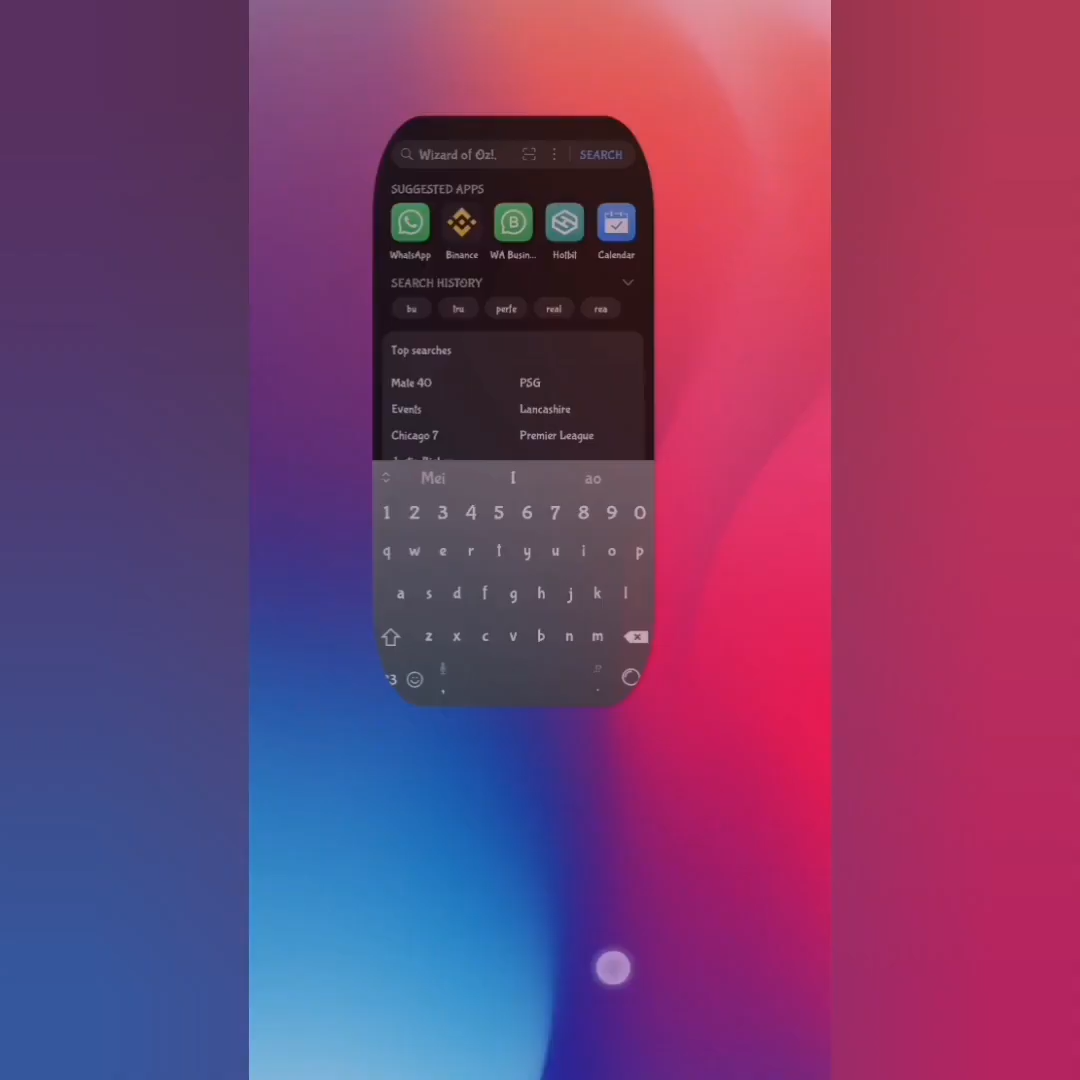 Wizard of Oz!.
SEARCH
SUGGESTED APPS
WhatsApp Binance WA Busin... Hotbit Calendar
SEARCH HISTORY
bu tru perfe real rea
Top searches
Mate 40 PSG
Events Lancashire
Chicago 7 Premier League
Mei I ao
1 2 3 4 5 6 7 8 9 0
q w e r t y u i o p
a s d f g h j k l
z x c v b n m